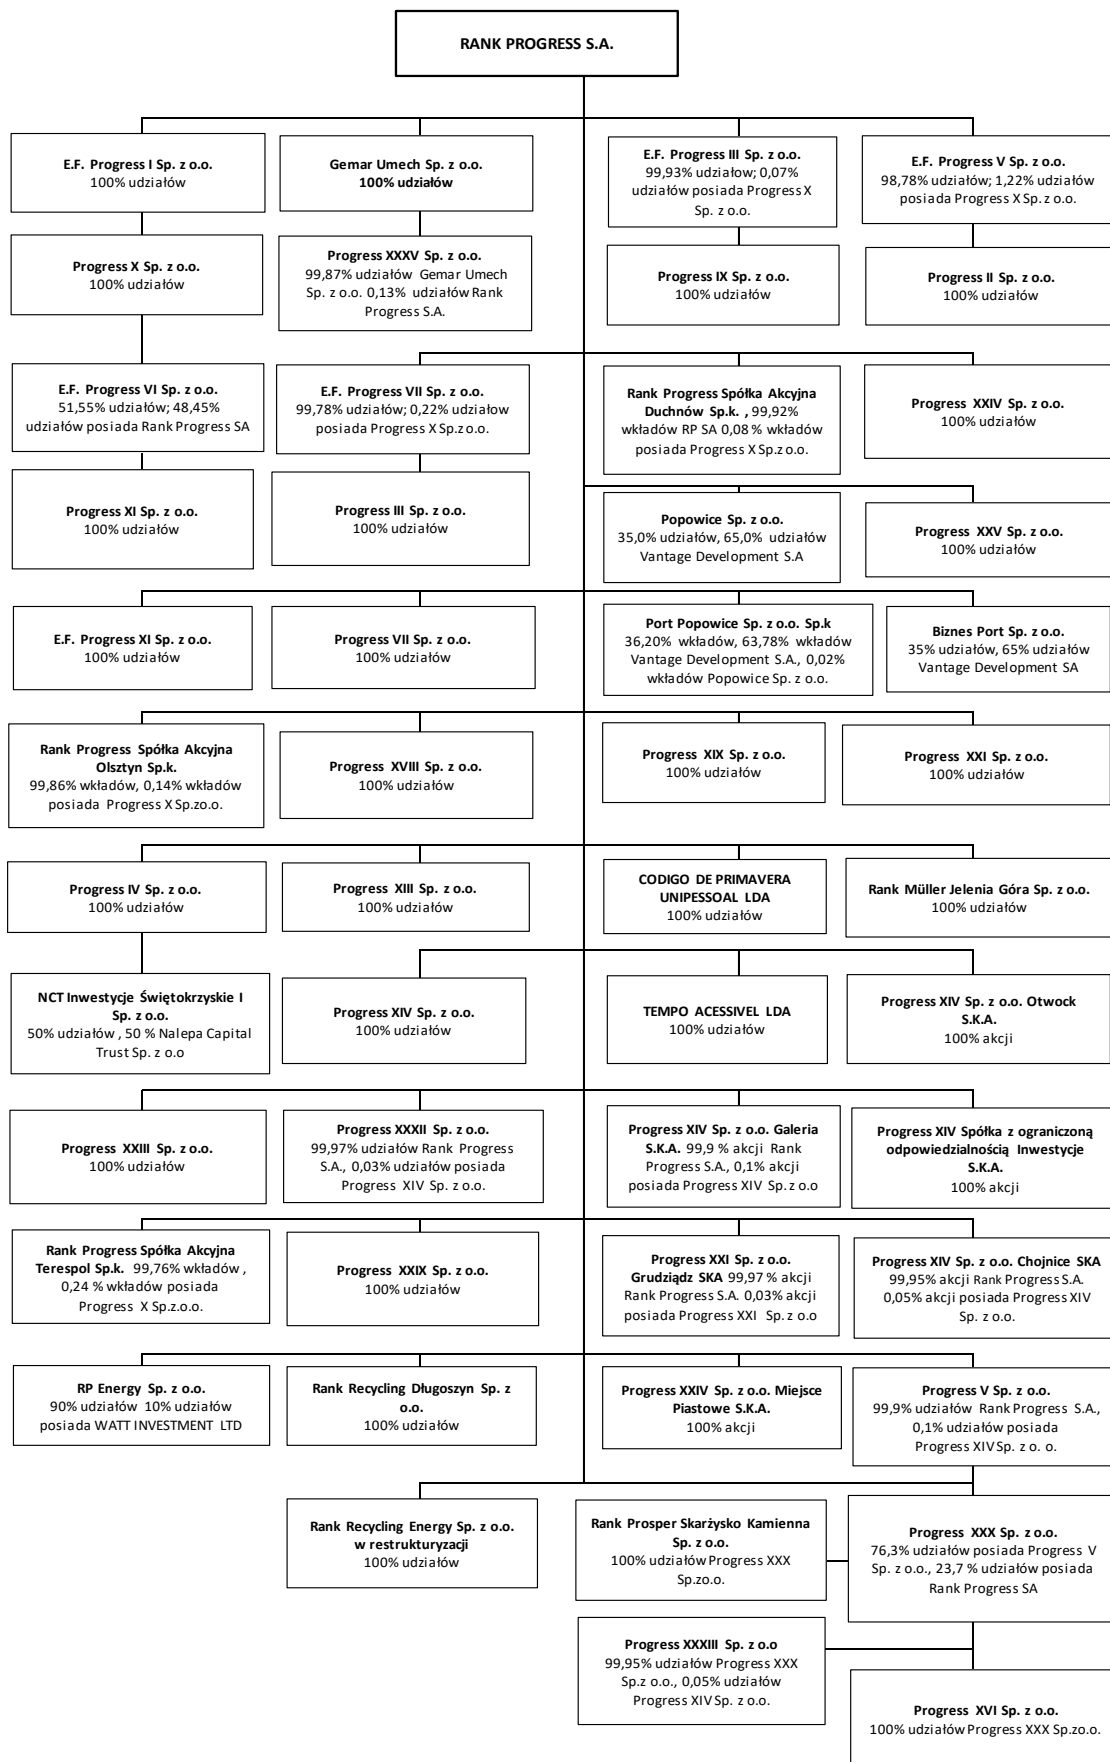 RANK PROGRESS S.A.
E.F. Progress I Sp. z o.o.
100% udziałów
Gemar Umech Sp. z o.o.
100% udziałów
E.F. Progress III Sp. z o.o.
99,93% udziałów; 0,07%
udziałów posiada Progress X
Sp. z o.o.
E.F. Progress V Sp. z o.o.
98,78% udziałów; 1,22% udziałów
posiada Progress X Sp. z o.o.
Progress X Sp. z o.o.
100% udziałów
Progress XXXV Sp. z o.o.
99,87% udziałów Gemar Umech
Sp. z o.o. 0,13% udziałów Rank
Progress S.A.
Progress IX Sp. z o.o.
100% udziałów
Progress II Sp. z o.o.
100% udziałów
E.F. Progress VI Sp. z o.o.
51,55% udziałów; 48,45%
udziałów posiada Rank Progress SA
E.F. Progress VII Sp. z o.o.
99,78% udziałów; 0,22% udziałow
posiada Progress X Sp.z o.o.
Rank Progress Spółka Akcyjna
Duchnów Sp.k. , 99,92%
wkładów RP SA 0,08 % wkładów
posiada Progress X Sp.z o.o.
Progress XXIV Sp. z o.o.
100% udziałów
Progress XI Sp. z o.o.
100% udziałów
Progress III Sp. z o.o.
100% udziałów
Popowice Sp. z o.o.
35,0% udziałów, 65,0% udziałów
Vantage Development S.A
Progress XXV Sp. z o.o.
100% udziałów
E.F. Progress XI Sp. z o.o.
100% udziałów
Progress VII Sp. z o.o.
100% udziałów
Port Popowice Sp. z o.o. Sp.k
36,20% wkładów, 63,78% wkładów
Vantage Development S.A., 0,02%
wkładów Popowice Sp. z o.o.
Biznes Port Sp. z o.o.
35% udziałów, 65% udziałów
Vantage Development SA
Rank Progress Spółka Akcyjna
Olsztyn Sp.k.
99,86% wkładów, 0,14% wkładów
posiada Progress X Sp.zo.o.
Progress XVIII Sp. z o.o.
100% udziałów
Progress XIX Sp. z o.o.
100% udziałów
Progress XXI Sp. z o.o.
100% udziałów
Progress IV Sp. z o.o.
100% udziałów
Progress XIII Sp. z o.o.
100% udziałów
CODIGO DE PRIMAVERA
UNIPESSOAL LDA
100% udziałów
Rank Müller Jelenia Góra Sp. z o.o.
100% udziałów
NCT Inwestycje Świętokrzyskie I
Sp. z o.o.
50% udziałów , 50 % Nalepa Capital
Trust Sp. z o.o
Progress XIV Sp. z o.o.
100% udziałów
TEMPO ACESSIVEL LDA
100% udziałów
Progress XIV Sp. z o.o. Otwock
S.K.A.
100% akcji
Progress XXIII Sp. z o.o.
100% udziałów
Progress XXXII Sp. z o.o.
99,97% udziałów Rank Progress
S.A., 0,03% udziałów posiada
Progress XIV Sp. z o.o.
Progress XIV Sp. z o.o. Galeria
S.K.A. 99,9 % akcji Rank
Progress S.A., 0,1% akcji
posiada Progress XIV Sp. z o.o
Progress XIV Spółka z ograniczoną
odpowiedzialnością Inwestycje
S.K.A.
100% akcji
Rank Progress Spółka Akcyjna
Terespol Sp.k. 99,76% wkładów ,
0,24 % wkładów posiada
Progress X Sp.z.o.o.
Progress XXIX Sp. z o.o.
100% udziałów
Progress XXI Sp. z o.o.
Grudziądz SKA 99,97 % akcji
Rank Progress S.A. 0,03% akcji
posiada Progress XXI Sp. z o.o
Progress XIV Sp. z o.o. Chojnice SKA
99,95% akcji Rank Progress S.A.
0,05% akcji posiada Progress XIV
Sp. z o.o.
RP Energy Sp. z o.o.
90% udziałów 10% udziałów
posiada WATT INVESTMENT LTD
Rank Recycling Długoszyn Sp. z
o.o.
100% udziałów
Progress XXIV Sp. z o.o. Miejsce
Piastowe S.K.A.
100% akcji
Progress V Sp. z o.o.
99,9% udziałów Rank Progress S.A.,
0,1% udziałów posiada
Progress XIV Sp. z o. o.
Rank Recycling Energy Sp. z o.o.
w restrukturyzacji
100% udziałów
Rank Prosper Skarżysko Kamienna
Sp. z o.o.
100% udziałów Progress XXX
Sp.zo.o.
Progress XXX Sp. z o.o.
76,3% udziałów posiada Progress V
Sp. z o.o., 23,7 % udziałów posiada
Rank Progress SA
Progress XXXIII Sp. z o.o
99,95% udziałów Progress XXX
Sp.z o.o., 0,05% udziałów
Progress XIV Sp. z o.o.
Progress XVI Sp. z o.o.
100% udziałów Progress XXX Sp.zo.o.